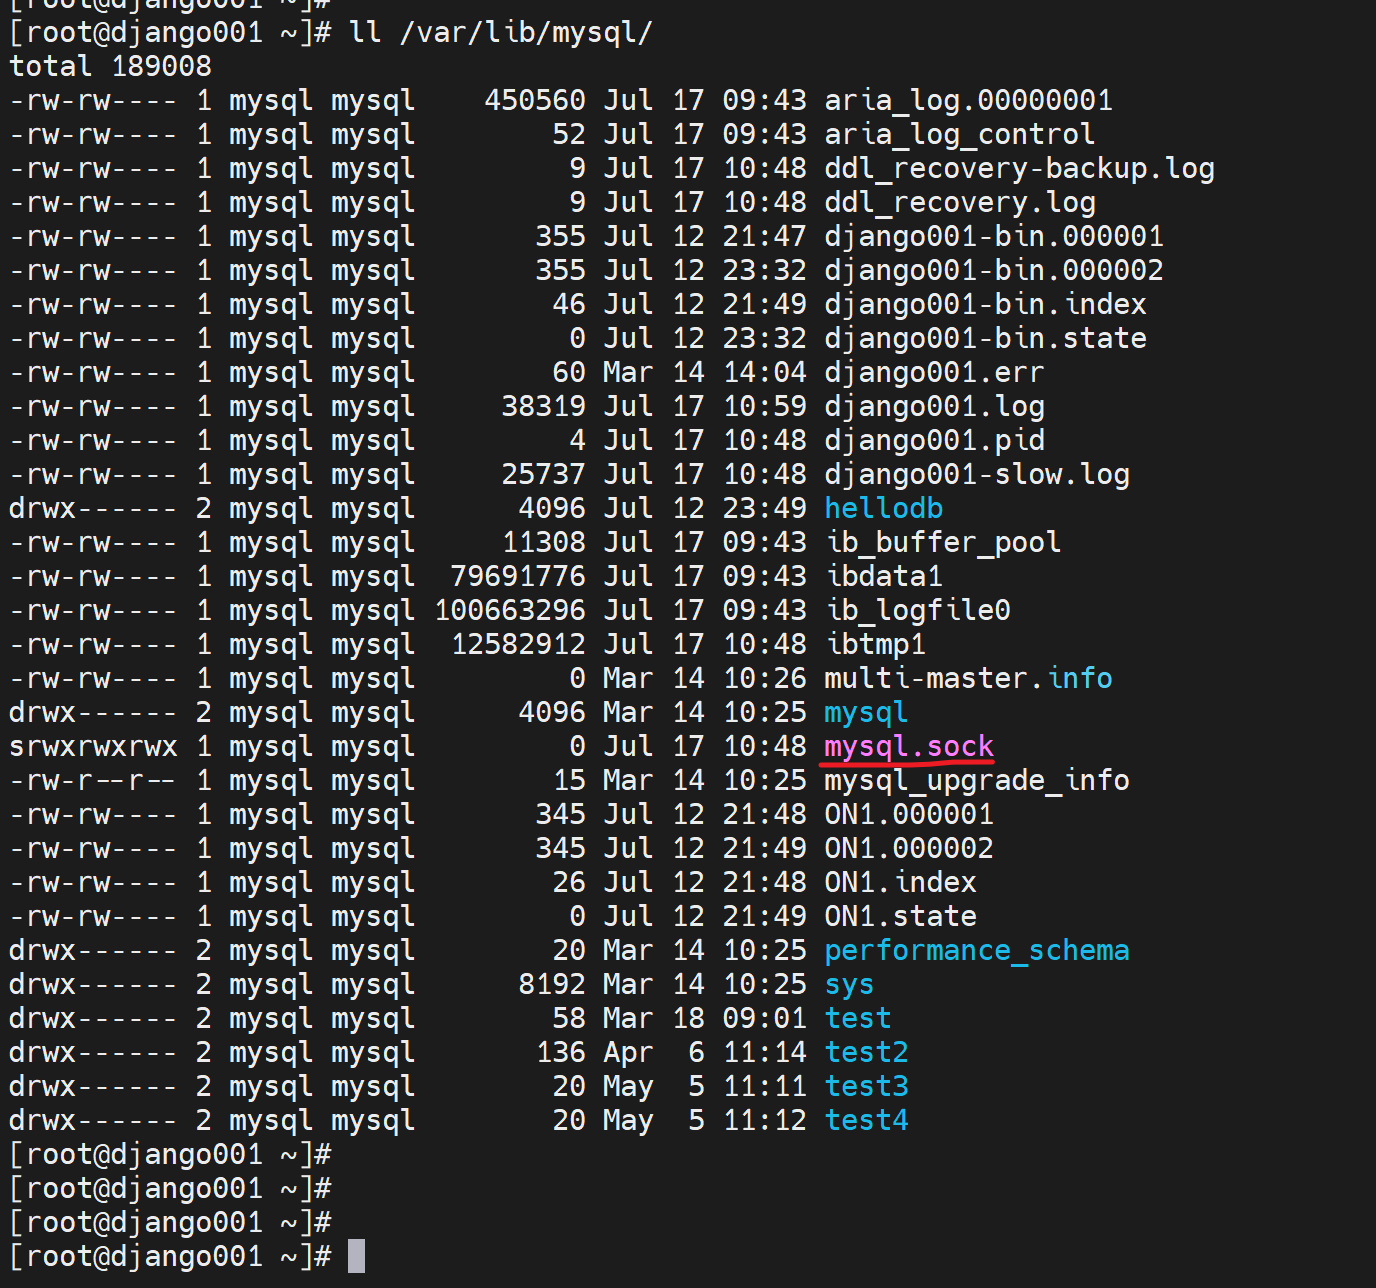 [root@django001 ~]#
[root@django001 ~]# ll /var/lib/mysql/
total 189008
-rw-rw---- 1 mysql mysql    450560 Jul 17 09:43 aria_log.00000001
-rw-rw---- 1 mysql mysql        52 Jul 17 09:43 aria_log_control
-rw-rw---- 1 mysql mysql         9 Jul 17 10:48 ddl_recovery-backup.log
-rw-rw---- 1 mysql mysql         9 Jul 17 10:48 ddl_recovery.log
-rw-rw---- 1 mysql mysql       355 Jul 12 21:47 django001-bin.000001
-rw-rw---- 1 mysql mysql       355 Jul 12 23:32 django001-bin.000002
-rw-rw---- 1 mysql mysql        46 Jul 12 21:49 django001-bin.index
-rw-rw---- 1 mysql mysql         0 Jul 12 23:32 django001-bin.state
-rw-rw---- 1 mysql mysql        60 Mar 14 14:04 django001.err
-rw-rw---- 1 mysql mysql     38319 Jul 17 10:59 django001.log
-rw-rw---- 1 mysql mysql         4 Jul 17 10:48 django001.pid
-rw-rw---- 1 mysql mysql     25737 Jul 17 10:48 django001-slow.log
drwx------ 2 mysql mysql      4096 Jul 12 23:49 hellodb
-rw-rw---- 1 mysql mysql     11308 Jul 17 09:43 ib_buffer_pool
-rw-rw---- 1 mysql mysql  79691776 Jul 17 09:43 ibdata1
-rw-rw---- 1 mysql mysql 100663296 Jul 17 09:43 ib_logfile0
-rw-rw---- 1 mysql mysql  12582912 Jul 17 10:48 ibtmp1
-rw-rw---- 1 mysql mysql         0 Mar 14 10:26 multi-master.info
drwx------ 2 mysql mysql      4096 Mar 14 10:25 mysql
srwxrwxrwx 1 mysql mysql         0 Jul 17 10:48 mysql.sock
-rw-r--r-- 1 mysql mysql        15 Mar 14 10:25 mysql_upgrade_info
-rw-rw---- 1 mysql mysql       345 Jul 12 21:48 ON1.000001
-rw-rw---- 1 mysql mysql       345 Jul 12 21:49 ON1.000002
-rw-rw---- 1 mysql mysql        26 Jul 12 21:48 ON1.index
-rw-rw---- 1 mysql mysql         0 Jul 12 21:49 ON1.state
drwx------ 2 mysql mysql        20 Mar 14 10:25 performance_schema
drwx------ 2 mysql mysql      8192 Mar 14 10:25 sys
drwx------ 2 mysql mysql        58 Mar 18 09:01 test
drwx------ 2 mysql mysql       136 Apr  6 11:14 test2
drwx------ 2 mysql mysql        20 May  5 11:11 test3
drwx------ 2 mysql mysql        20 May  5 11:12 test4
[root@django001 ~]#
[root@django001 ~]#
[root@django001 ~]#
[root@django001 ~]#